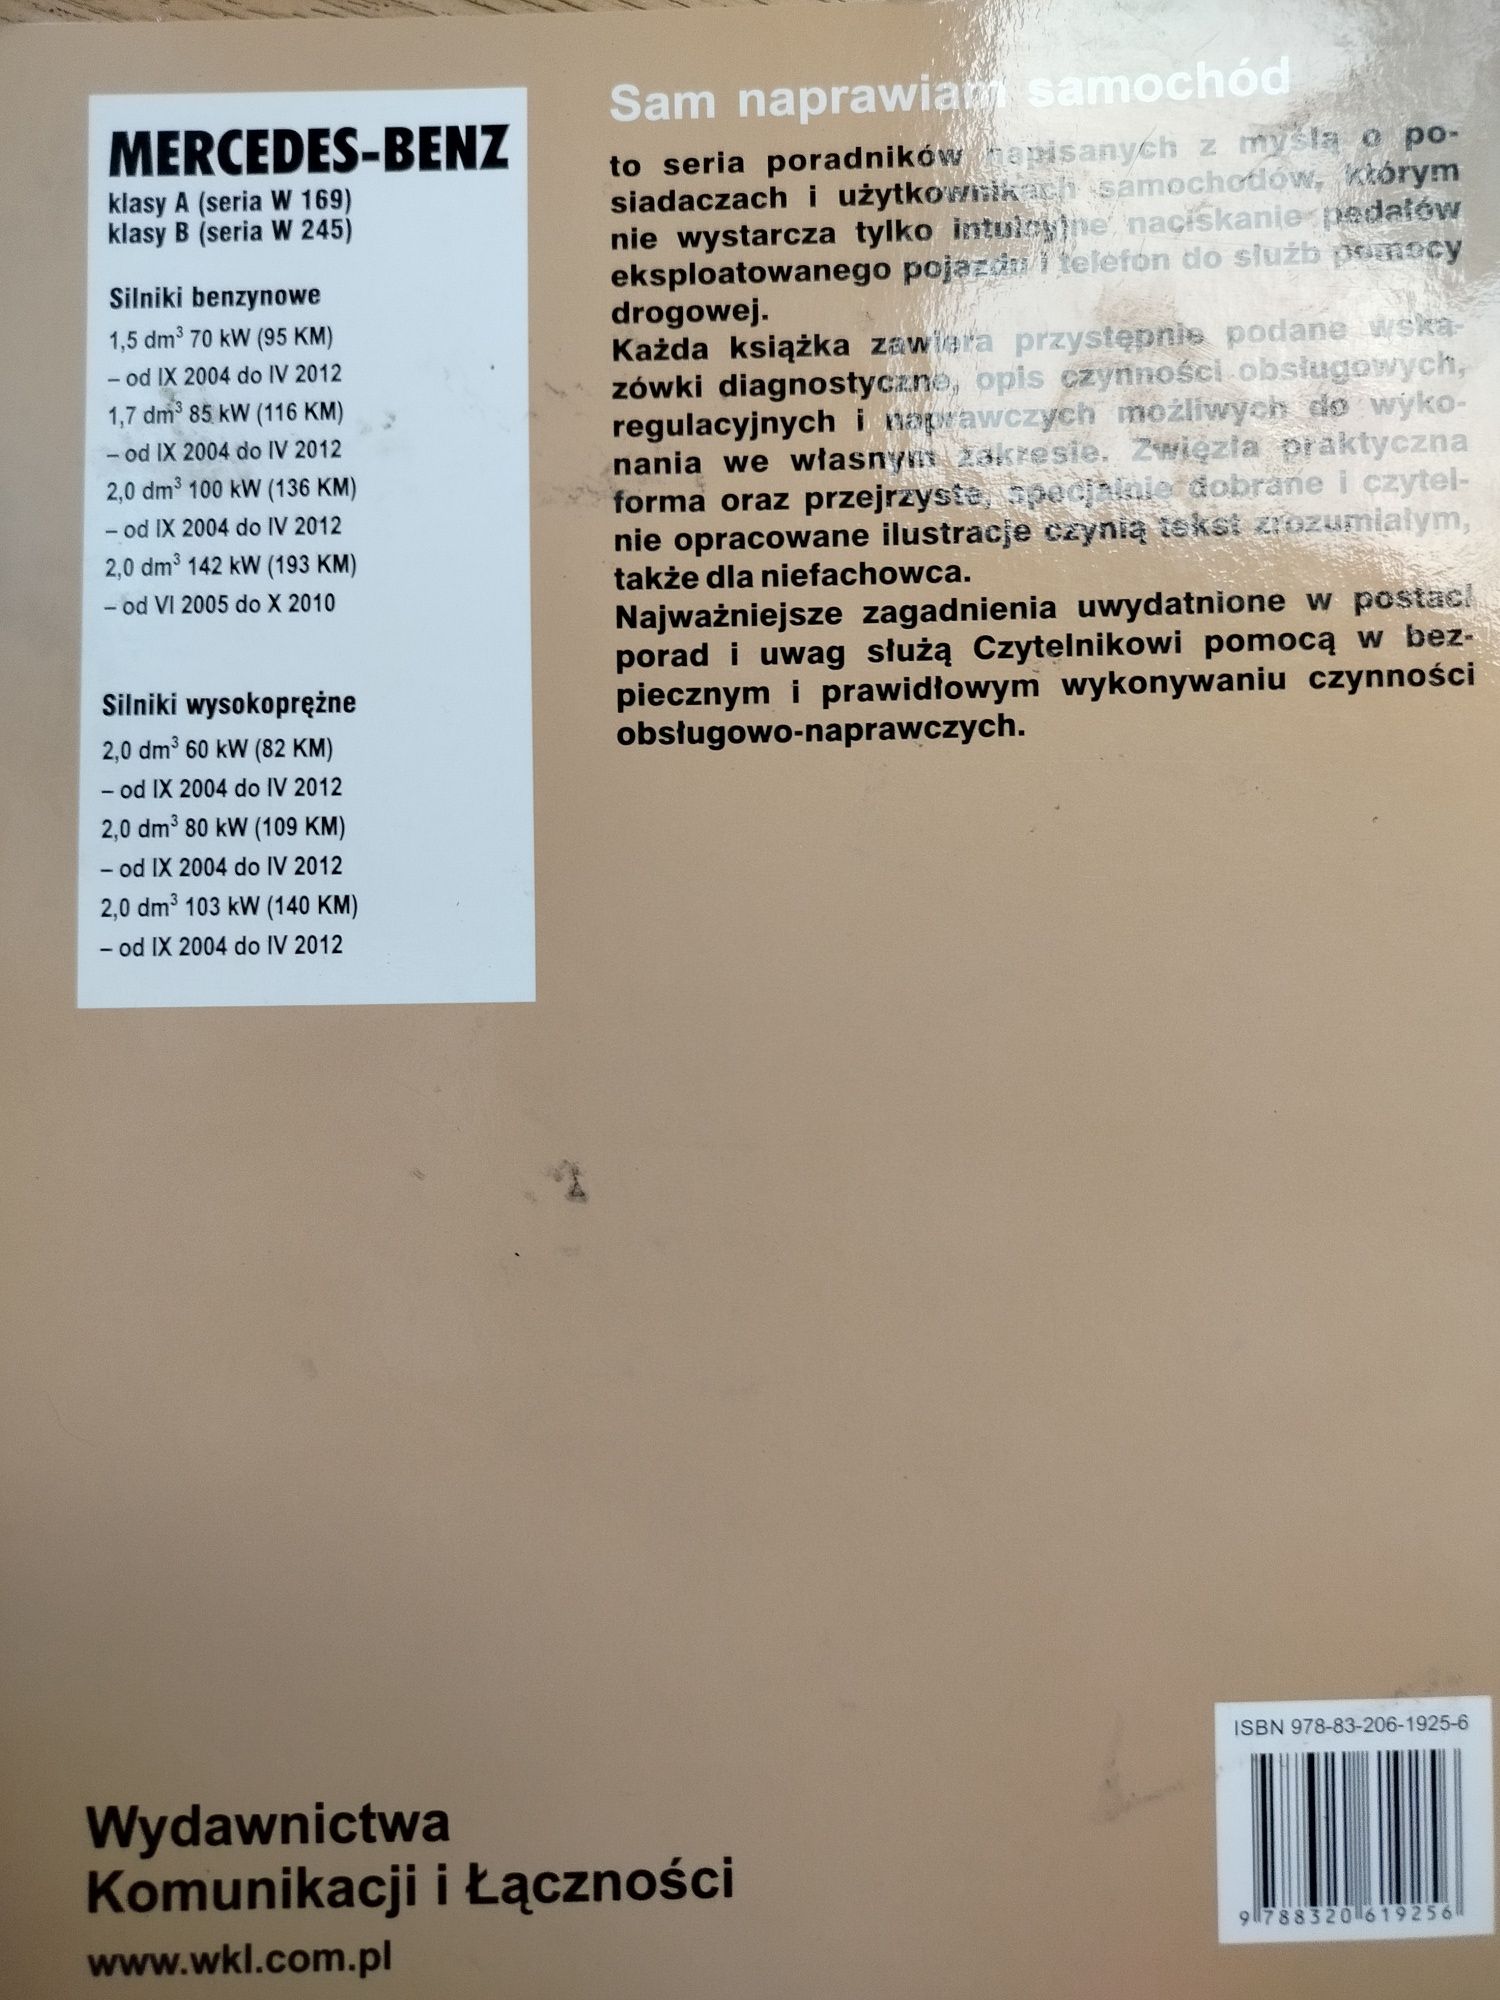 MERCEDES-BENZ
klasy A (seria W 169)
klasy B (seria W 245)
Silniki benzynowe
1,5 dm³ 70 kW (95 KM)
– od IX 2004 do IV 2012
1,7 dm³ 85 kW (116 KM)
– od IX 2004 do IV 2012
2,0 dm³ 100 kW (136 KM)
– od IX 2004 do IV 2012
2,0 dm³ 142 kW (193 KM)
– od VI 2005 do X 2010
Silniki wysokoprężne
2,0 dm³ 60 kW (82 KM)
– od IX 2004 do IV 2012
2,0 dm³ 80 kW (109 KM)
– od IX 2004 do IV 2012
2,0 dm³ 103 kW (140 KM)
– od IX 2004 do IV 2012
Sam naprawiam samochód
to seria poradników napisanych z myślą o po-
siadaczach i użytkownikach samochodów, którym
nie wystarcza tylko intuicyjne naciskanie pedałów
eksploatowanego pojazdu i telefon do służb pomocy
drogowej.
Każda książka zawiera przystępnie podane wska-
zówki diagnostyczne, opis czynności obsługowych,
regulacyjnych i naprawczych możliwych do wyko-
nania we własnym zakresie. Zwięzła praktyczna
forma oraz przejrzyste, specjalnie dobrane i czytel-
nie opracowane ilustracje czynią tekst zrozumiałym,
także dla niefachowca.
Najważniejsze zagadnienia uwydatnione w postaci
porad i uwag służą Czytelnikowi pomocą w bez-
piecznym i prawidłowym wykonywaniu czynności
obsługowo-naprawczych.
ISBN 978-83-206-1925-6
9 788320 619256
Wydawnictwa
Komunikacji i Łączności
www.wkl.com.pl